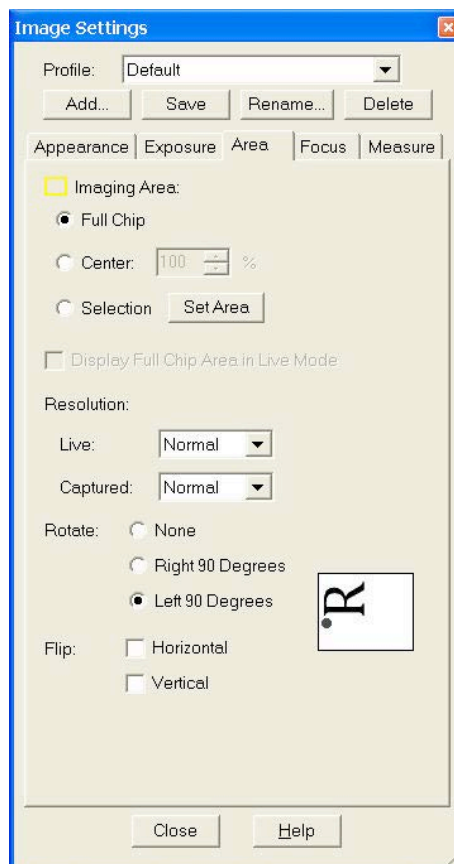 Image Settings
Profile: Default
Add... Save Rename... Delete
Appearance Exposure Area Focus Measure
Imaging Area:
Full Chip
Center: 100 %
Selection Set Area
Display Full Chip Area in Live Mode
Resolution:
Live: Normal
Captured: Normal
Rotate: None
Right 90 Degrees
Left 90 Degrees
R
Flip: Horizontal
Vertical
Close Help